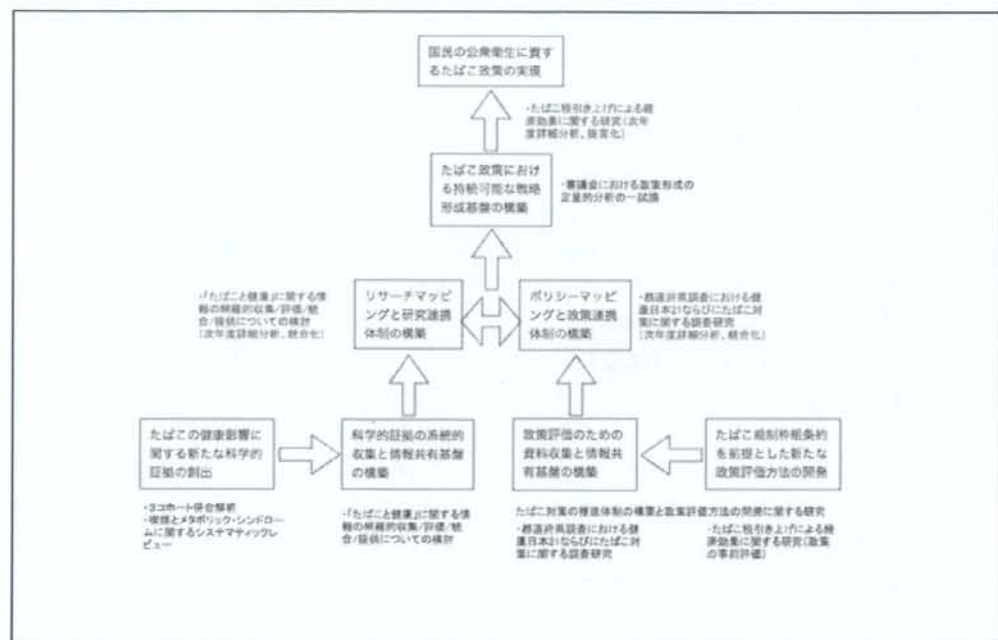 国民の公衆衛生に資す
るたばこ政策の実現
・たばこ税引き上げによる経
済効果に関する研究(次年
度詳細分析、提言化)
たばこ政策におけ
る持続可能な戦略
形成基盤の構築
・審議会における政策形成の
定量的分析の一試論
・「たばこと健康」に関する情
報の網羅的収集/評価/統
合/提供についての検討
(次年度詳細分析、統合化)
リサーチマッピ
ングと研究連携
体制の構築
ポリシーマッピ
ングと政策連携
体制の構築
・都道府県調査における健
康日本21ならびにたばこ対
策に関する調査研究
(次年度詳細分析、統合化)
たばこの健康影響に
関する新たな科学的
証拠の創出
科学的証拠の系統的
収集と情報共有基盤
の構築
政策評価のための
資料収集と情報共
有基盤の構築
たばこ規制枠組条約
を前提とした新たな
政策評価方法の開発
・3コホート併合解析
・喫煙とメタボリック・シンドロー
ムに関するシステマティックレ
ビュー
・「たばこと健康」に関する情
報の網羅的収集/評価/統
合/提供についての検討
たばこ対策の推進体制の構築と政策評価方法の開発に関する研究
・都道府県調査における健
康日本21ならびにたばこ対
策に関する調査研究
・たばこ税引き上げによる経
済効果に関する研究(政策
の事前評価)